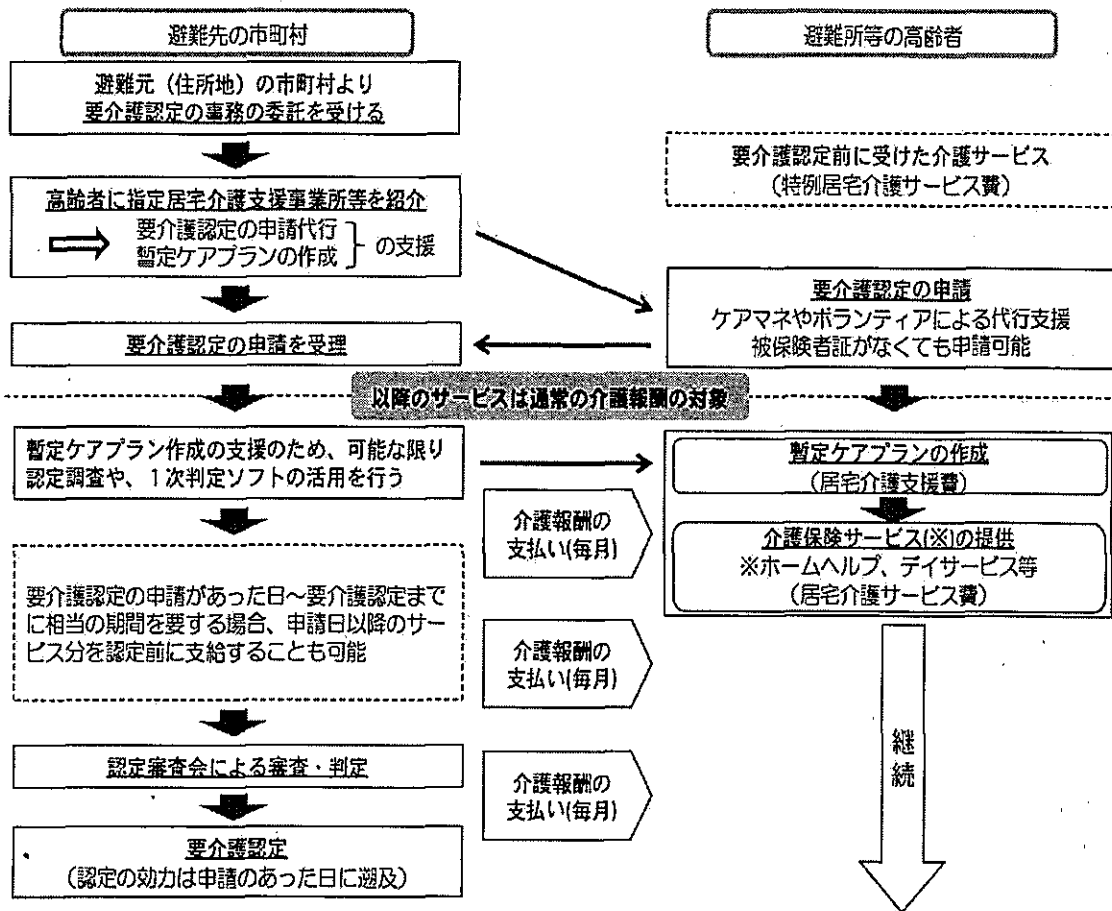 避難先の市町村
避難元（住所地）の市町村より
要介護認定の事務の委託を受ける
高齢者に指定居宅介護支援事業所等を紹介
要介護認定の申請代行
暫定ケアプランの作成
の支援
要介護認定の申請を受理
避難所等の高齢者
要介護認定前に受けた介護サービス
（特例居宅介護サービス費）
要介護認定の申請
ケアマネやボランティアによる代行支援
被保険者証がなくても申請可能
以降のサービスは通常の介護報酬の対象
暫定ケアプラン作成の支援のため、可能な限り
認定調査や、１次判定ソフトの活用を行う
要介護認定の申請があった日～要介護認定まで
に相当の期間を要する場合、申請日以降のサー
ビス分を認定前に支給することも可能
認定審査会による審査・判定
要介護認定
（認定の効力は申請のあった日に遡及）
介護報酬の
支払い(毎月)
介護報酬の
支払い(毎月)
介護報酬の
支払い(毎月)
暫定ケアプランの作成
（居宅介護支援費）
介護保険サービス(※)の提供
※ホームヘルプ、デイサービス等
（居宅介護サービス費）
継続